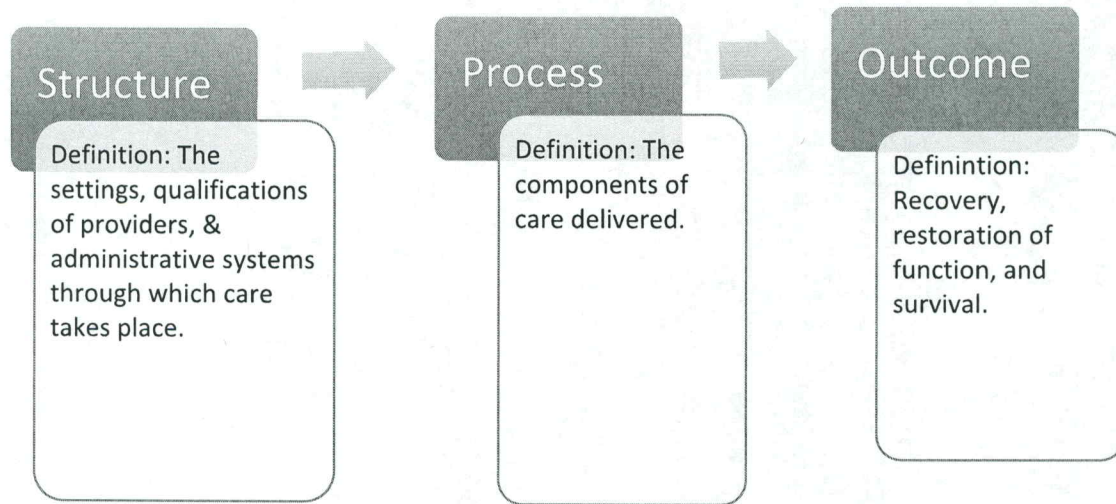 Structure
Definition: The
settings, qualifications
of providers, &
administrative systems
through which care
takes place.
Process
Definition: The
components of
care delivered.
Outcome
Definintion:
Recovery,
restoration of
function, and
survival.